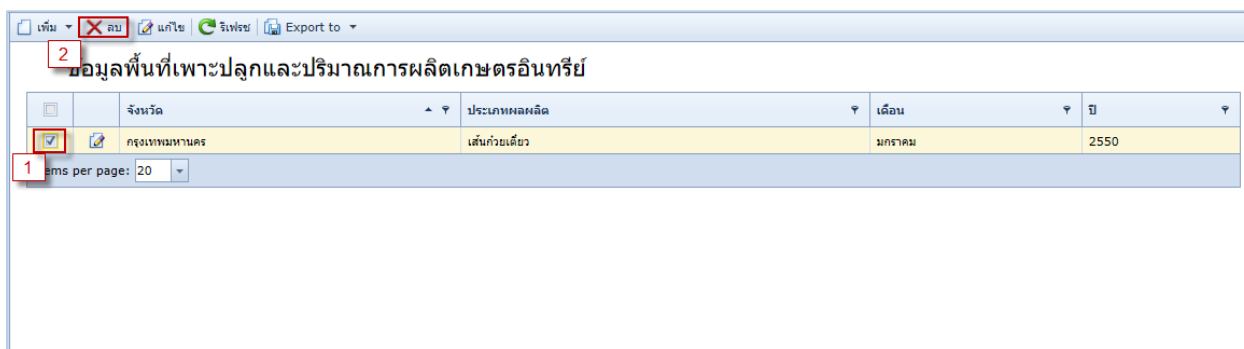 เพิ่ม ลบ แก้ไข รีเฟรช Export to
2
ข้อมูลพื้นที่เพาะปลูกและปริมาณการผลิตเกษตรอินทรีย์
จังหวัด ประเภทผลผลิต เดือน ปี
กรุงเทพมหานคร เส้นก๋วยเตี๋ยว มกราคม 2550
1
ems per page: 20